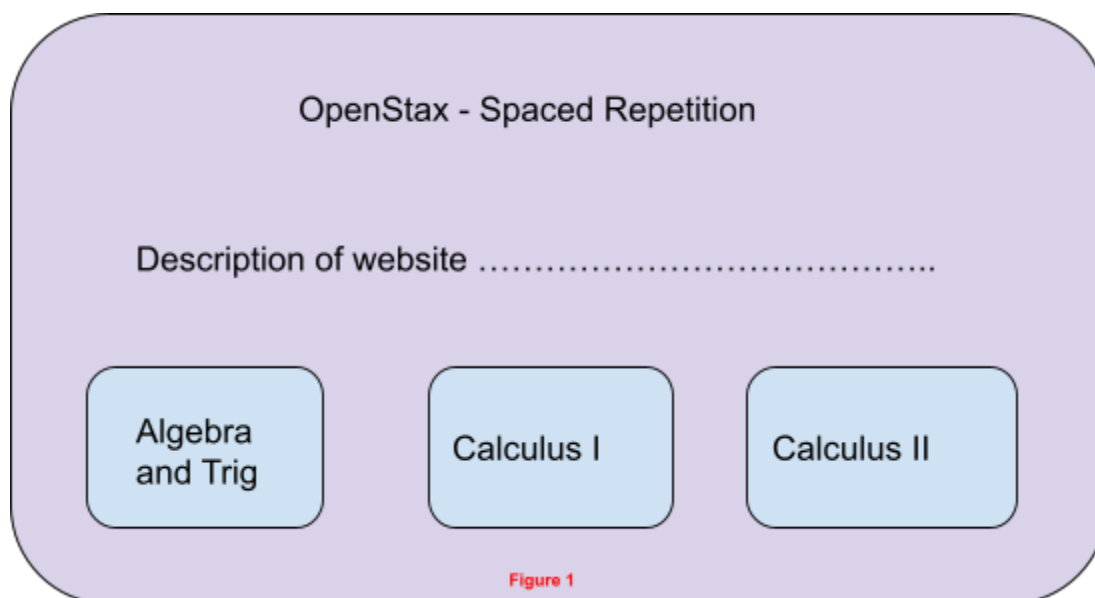 OpenStax - Spaced Repetition
Description of website ……………………………………..
Algebra
and Trig
Calculus I
Calculus II
Figure 1